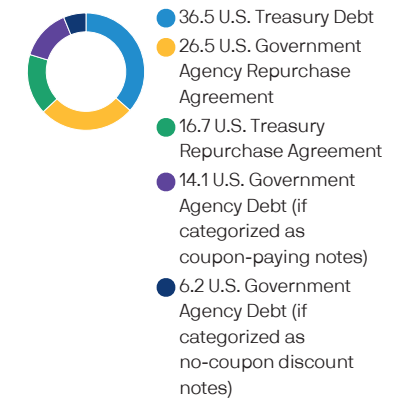 36.5 U.S. Treasury Debt
26.5 U.S. Government
Agency Repurchase
Agreement
16.7 U.S. Treasury
Repurchase Agreement
14.1 U.S. Government
Agency Debt (if
categorized as
coupon-paying notes)
6.2 U.S. Government
Agency Debt (if
categorized as
no-coupon discount
notes)